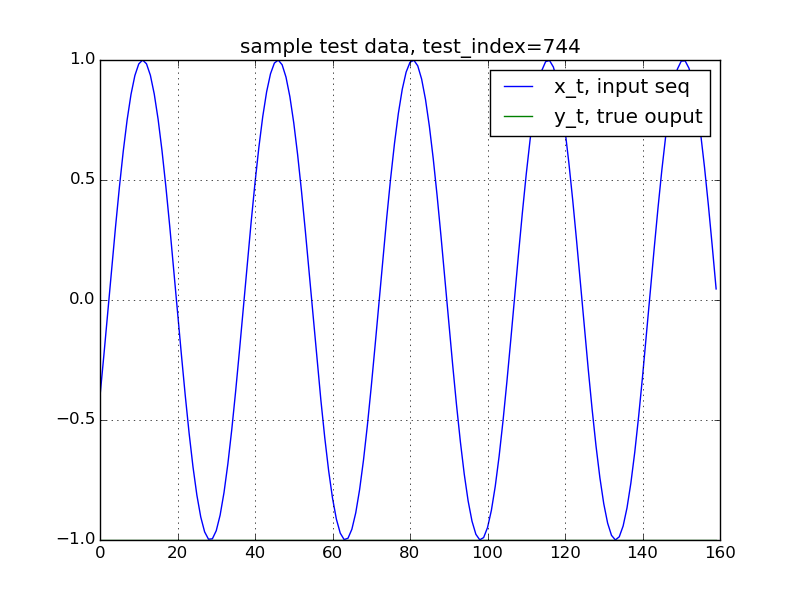 sample test data, test_index=744
x_t, input seq
y_t, true ouput
1.0
0.5
0.0
−0.5
−1.0
0 20 40 60 80 100 120 140 160